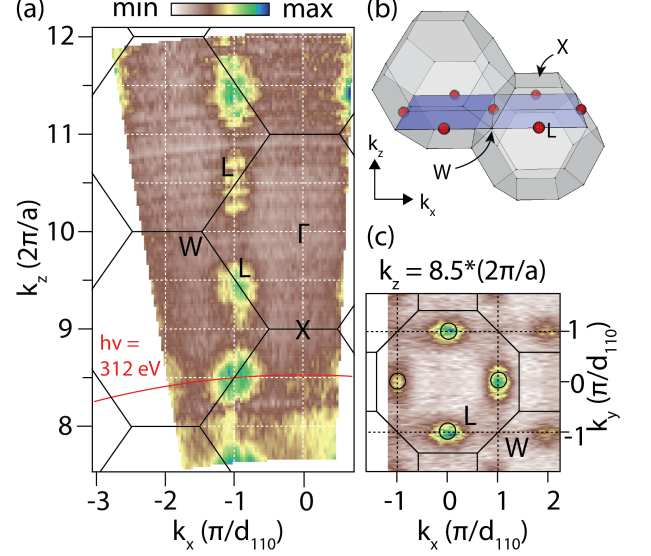 (a)
min
max
12
11
10
9
8
k_z (2π/a)
L
Γ
W
L
X
hν =
312 eV
-3
-2
-1
0
k_x (π/d_110)
(b)
X
L
W
k_z
k_x
(c)
k_z = 8.5*(2π/a)
1
0
-1
k_y (π/d_110)
L
W
-1
0
1
2
k_x (π/d_110)